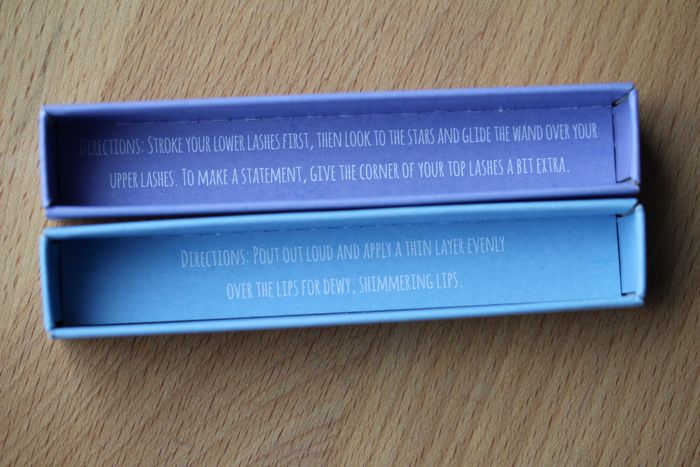 Directions: Stroke your lower lashes first, then look to the stars and glide the wand over your
upper lashes. To make a statement, give the corner of your top lashes a bit extra.
Directions: Pout out loud and apply a thin layer evenly
over the lips for dewy, shimmering lips.